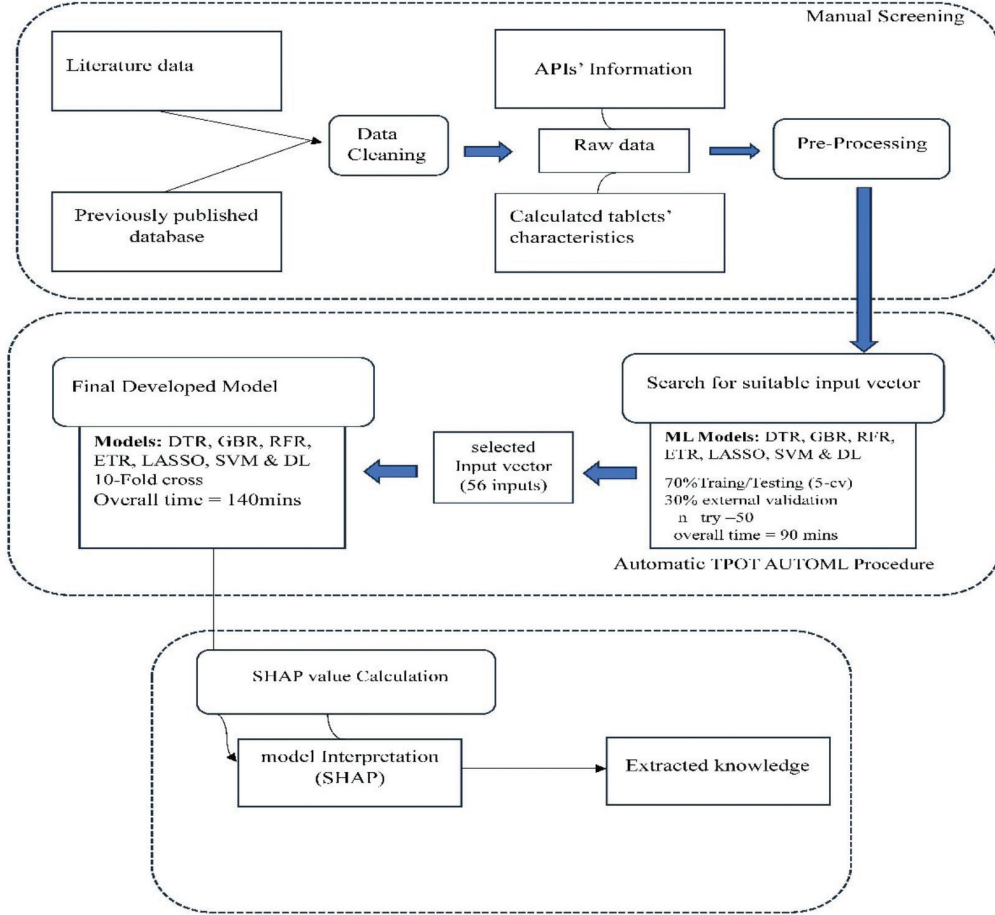 Manual Screening
Literature data
APIs’ Information
Data
Cleaning
Raw data
Pre-Processing
Previously published
database
Calculated tablets’
characteristics
Final Developed Model
Search for suitable input vector
Models: DTR, GBR, RFR,
ETR, LASSO, SVM & DL
10-Fold cross
Overall time = 140mins
selected
Input vector
(56 inputs)
ML Models: DTR, GBR, RFR,
ETR, LASSO, SVM & DL
70%Traing/Testing (5-cv)
30% external validation
n try –50
overall time = 90 mins
Automatic TPOT AUTOML Procedure
SHAP value Calculation
model Interpretation
(SHAP)
Extracted knowledge